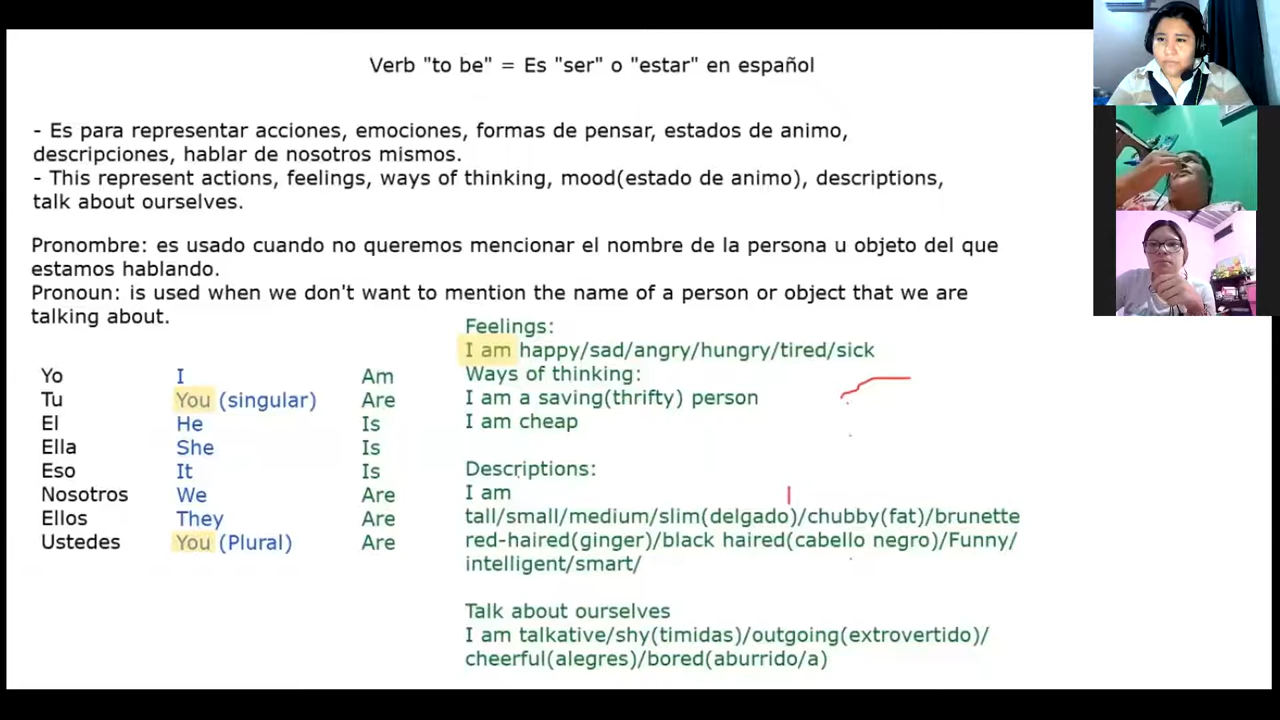 Verb "to be" = Es "ser" o "estar" en español
- Es para representar acciones, emociones, formas de pensar, estados de animo,
descripciones, hablar de nosotros mismos.
- This represent actions, feelings, ways of thinking, mood(estado de animo), descriptions,
talk about ourselves.
Pronombre: es usado cuando no queremos mencionar el nombre de la persona u objeto del que
estamos hablando.
Pronoun: is used when we don't want to mention the name of a person or object that we are
talking about.
Yo I Am
Tu You (singular) Are
El He Is
Ella She Is
Eso It Is
Nosotros We Are
Ellos They Are
Ustedes You (Plural) Are
Feelings:
I am happy/sad/angry/hungry/tired/sick
Ways of thinking:
I am a saving(thrifty) person
I am cheap
Descriptions:
I am
tall/small/medium/slim(delgado)/chubby(fat)/brunette
red-haired(ginger)/black haired(cabello negro)/Funny/
intelligent/smart/
Talk about ourselves
I am talkative/shy(timidas)/outgoing(extrovertido)/
cheerful(alegres)/bored(aburrido/a)